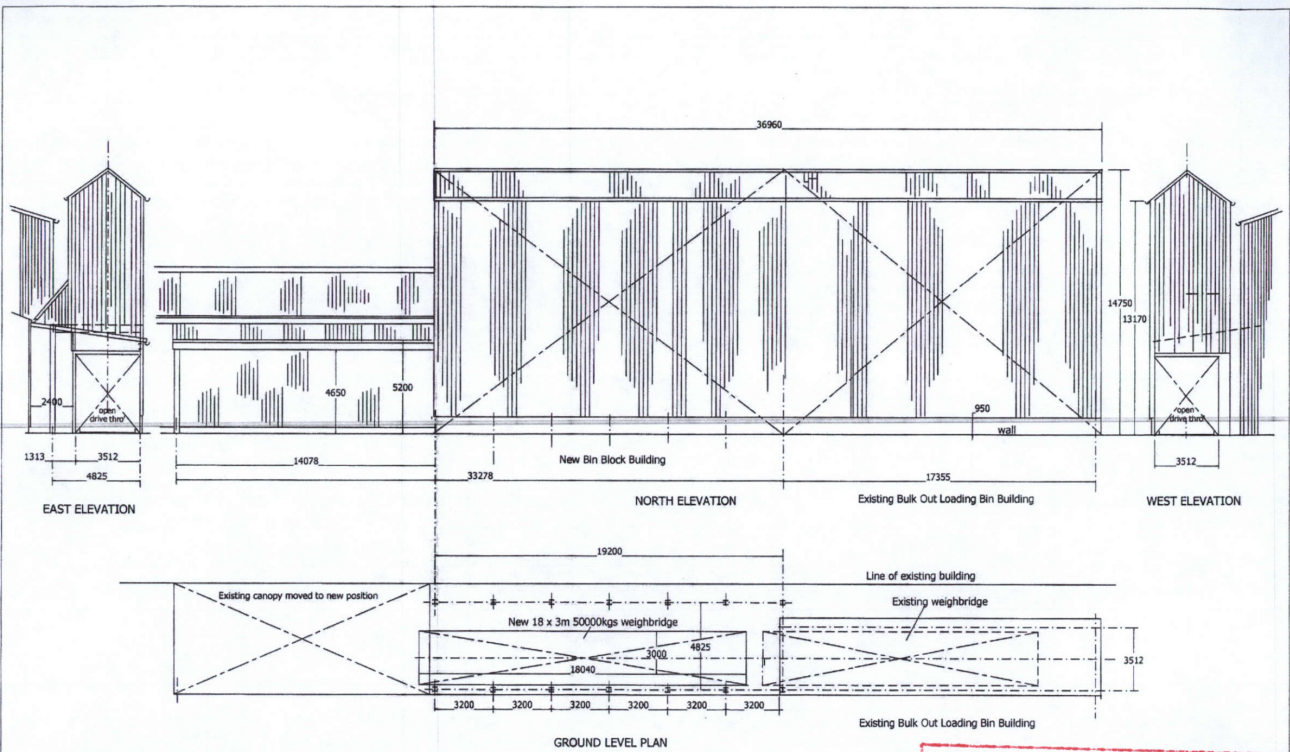 36960
14750
13170
2400
open
drive thro'
4650
5200
950
wall
open
drive thro'
1313
3512
4825
14078
New Bin Block Building
33278
17355
3512
EAST ELEVATION
NORTH ELEVATION
Existing Bulk Out Loading Bin Building
WEST ELEVATION
19200
Line of existing building
Existing canopy moved to new position
Existing weighbridge
New 18 x 3m 50000kgs weighbridge
4825
3000
18040
3512
3200
3200
3200
3200
3200
3200
Existing Bulk Out Loading Bin Building
GROUND LEVEL PLAN